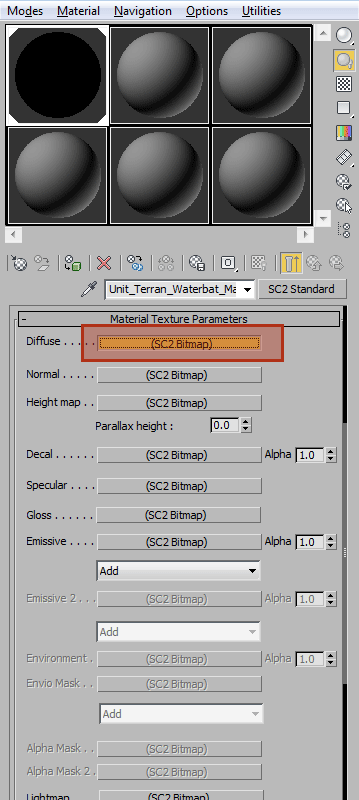 Modes Material Navigation Options Utilities
Unit_Terran_Waterbat_Ma SC2 Standard
- Material Texture Parameters
Diffuse . . . . . (SC2 Bitmap)
Normal . . . . . (SC2 Bitmap)
Height map . . (SC2 Bitmap)
Parallax height : 0.0
Decal . . . . . . (SC2 Bitmap) Alpha 1.0
Specular . . . . (SC2 Bitmap)
Gloss . . . . . . (SC2 Bitmap)
Emissive . . . . (SC2 Bitmap) Alpha 1.0
Add
Emissive 2 . . . (SC2 Bitmap) Alpha 1.0
Add
Environment . . (SC2 Bitmap) Alpha 1.0
Envio Mask . . . (SC2 Bitmap)
Add
Alpha Mask . . (SC2 Bitmap)
Alpha Mask 2 . (SC2 Bitmap)
Lightmap (SC2 Bitmap)